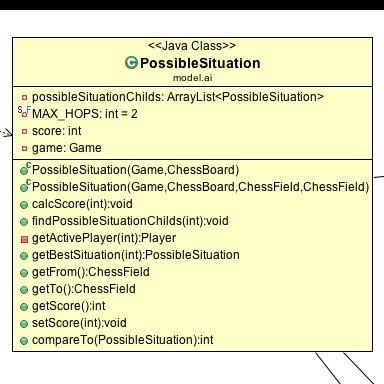 <<Java Class>>
C PossibleSituation
model.ai
possibleSituationChilds: ArrayList<PossibleSituation>
S F MAX_HOPS: int = 2
score: int
game: Game
C PossibleSituation(Game,ChessBoard)
C PossibleSituation(Game,ChessBoard,ChessField,ChessField)
calcScore(int):void
findPossibleSituationChilds(int):void
getActivePlayer(int):Player
getBestSituation(int):PossibleSituation
getFrom():ChessField
getTo():ChessField
getScore():int
setScore(int):void
compareTo(PossibleSituation):int